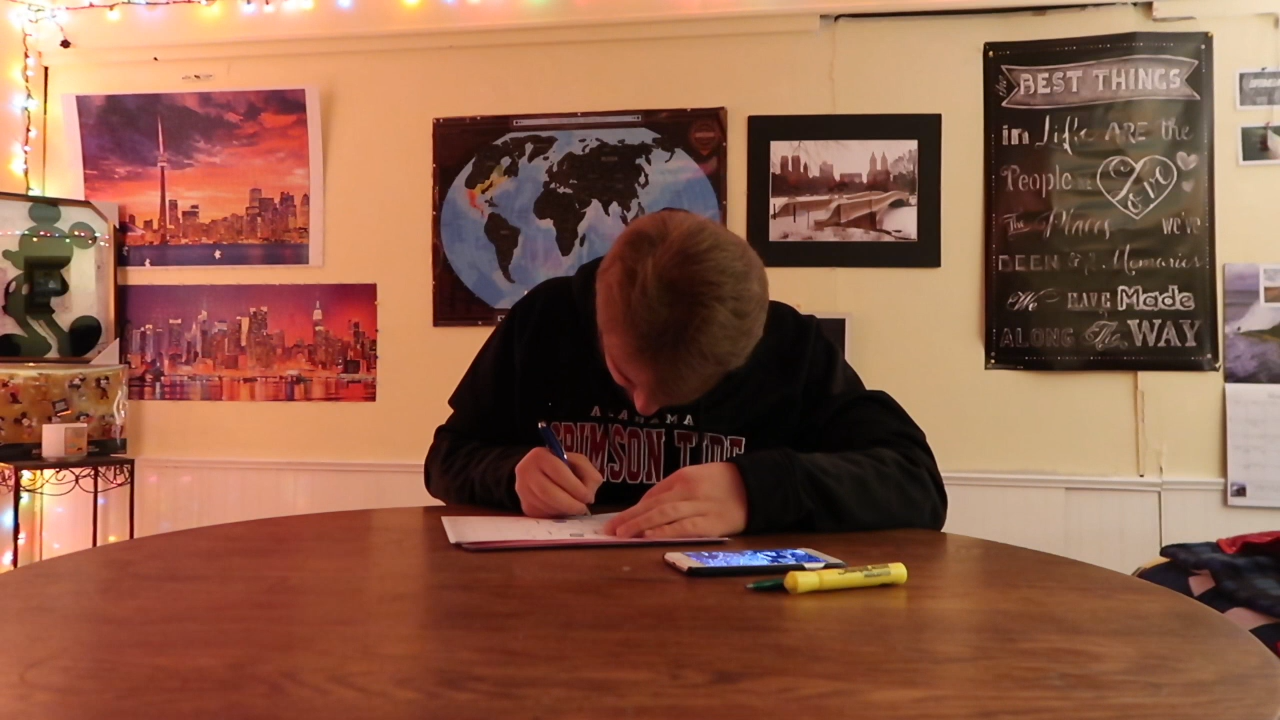 the BEST THINGS
in Life ARE the
People we Love
The Places we've
BEEN & Memories
We HAVE Made
ALONG The WAY
ALABAMA
CRIMSON TIDE